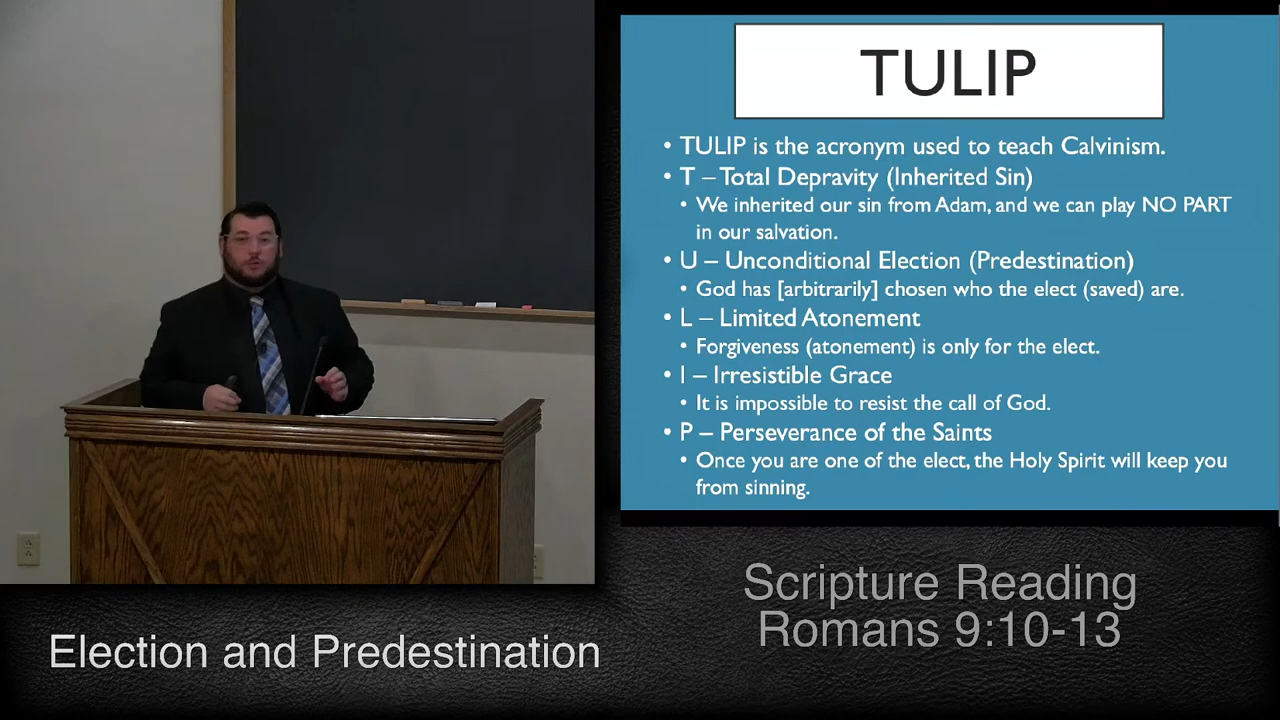 TULIP
• TULIP is the acronym used to teach Calvinism.
• T – Total Depravity (Inherited Sin)
• We inherited our sin from Adam, and we can play NO PART
in our salvation.
• U – Unconditional Election (Predestination)
• God has [arbitrarily] chosen who the elect (saved) are.
• L – Limited Atonement
• Forgiveness (atonement) is only for the elect.
• I – Irresistible Grace
• It is impossible to resist the call of God.
• P – Perseverance of the Saints
• Once you are one of the elect, the Holy Spirit will keep you
from sinning.
Scripture Reading
Romans 9:10-13
Election and Predestination